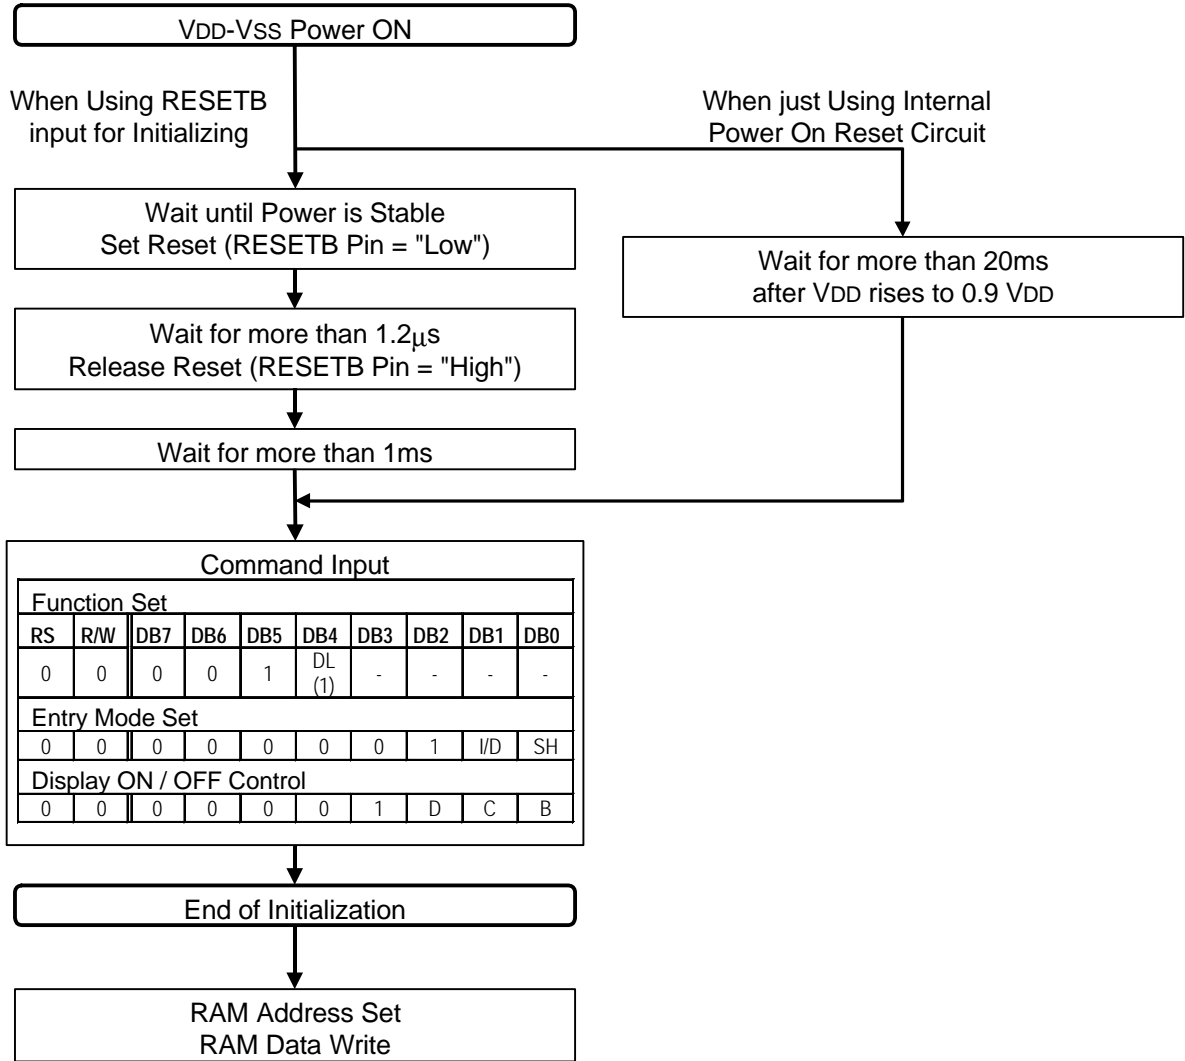 VDD-VSS Power ON
When Using RESETB
input for Initializing
When just Using Internal
Power On Reset Circuit
Wait until Power is Stable
Set Reset (RESETB Pin = "Low")
Wait for more than 20ms
after VDD rises to 0.9 VDD
Wait for more than 1.2µs
Release Reset (RESETB Pin = "High")
Wait for more than 1ms
Command Input
Function Set
RS R/W DB7 DB6 DB5 DB4 DB3 DB2 DB1 DB0
0 0 0 0 1 DL (1) - - - -
Entry Mode Set
0 0 0 0 0 0 0 1 I/D SH
Display ON / OFF Control
0 0 0 0 0 0 1 D C B
End of Initialization
RAM Address Set
RAM Data Write